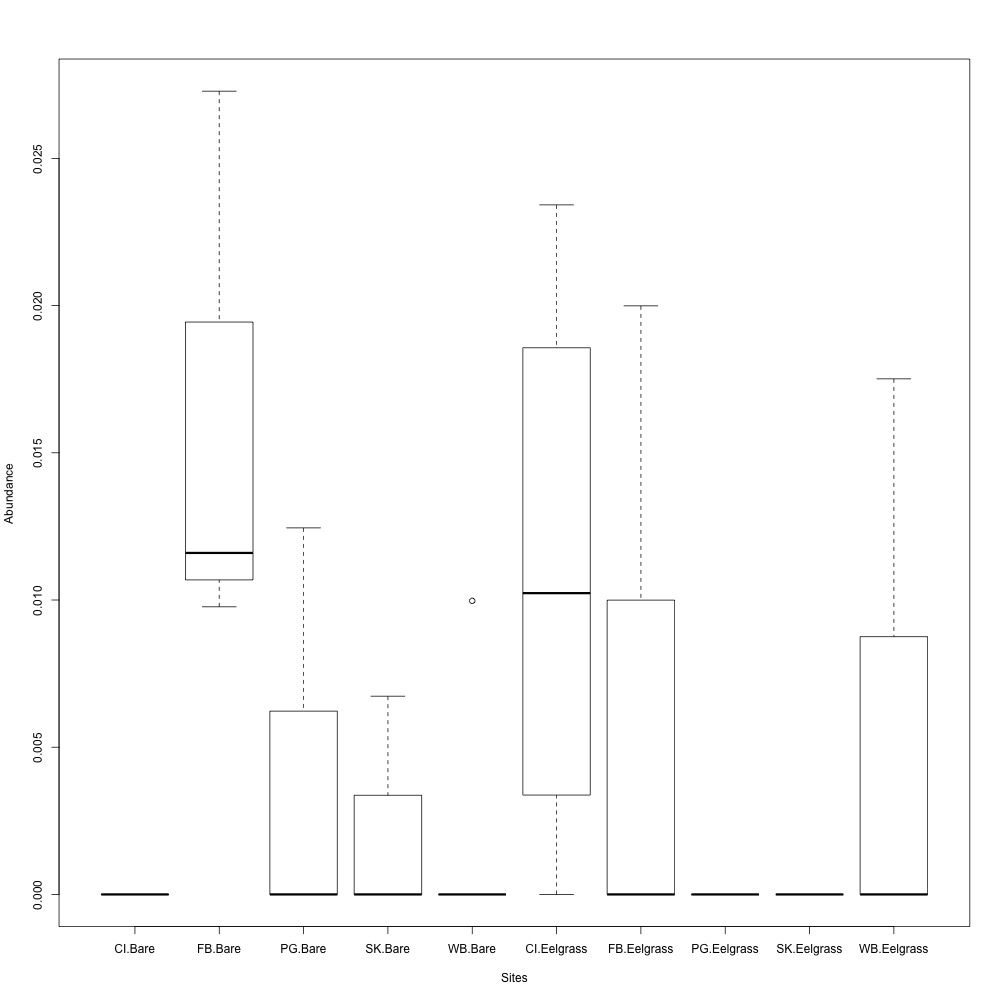 Abundance
0.025
0.020
0.015
0.010
0.005
0.000
CI.Bare FB.Bare PG.Bare SK.Bare WB.Bare CI.Eelgrass FB.Eelgrass PG.Eelgrass SK.Eelgrass WB.Eelgrass
Sites